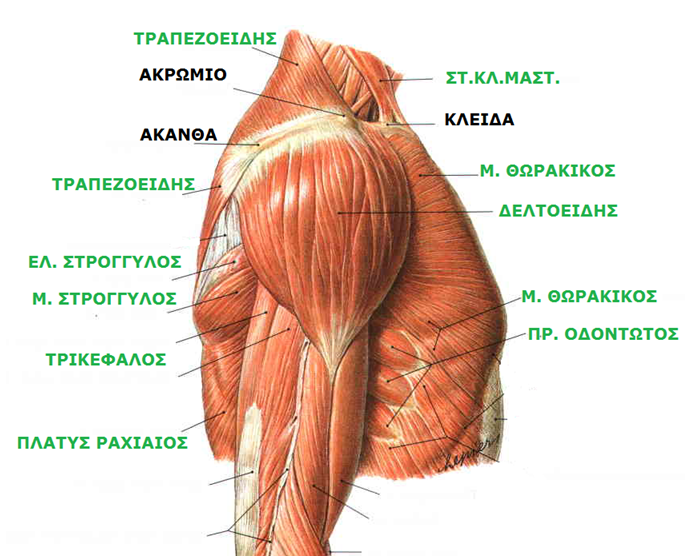 ΤΡΑΠΕΖΟΕΙΔΗΣ
ΑΚΡΩΜΙΟ
ΣΤ.ΚΛ.ΜΑΣΤ.
ΚΛΕΙΔΑ
ΑΚΑΝΘΑ
Μ. ΘΩΡΑΚΙΚΟΣ
ΤΡΑΠΕΖΟΕΙΔΗΣ
ΔΕΛΤΟΕΙΔΗΣ
ΕΛ. ΣΤΡΟΓΓΥΛΟΣ
Μ. ΣΤΡΟΓΓΥΛΟΣ
Μ. ΘΩΡΑΚΙΚΟΣ
ΠΡ. ΟΔΟΝΤΩΤΟΣ
ΤΡΙΚΕΦΑΛΟΣ
ΠΛΑΤΥΣ ΡΑΧΙΑΙΟΣ